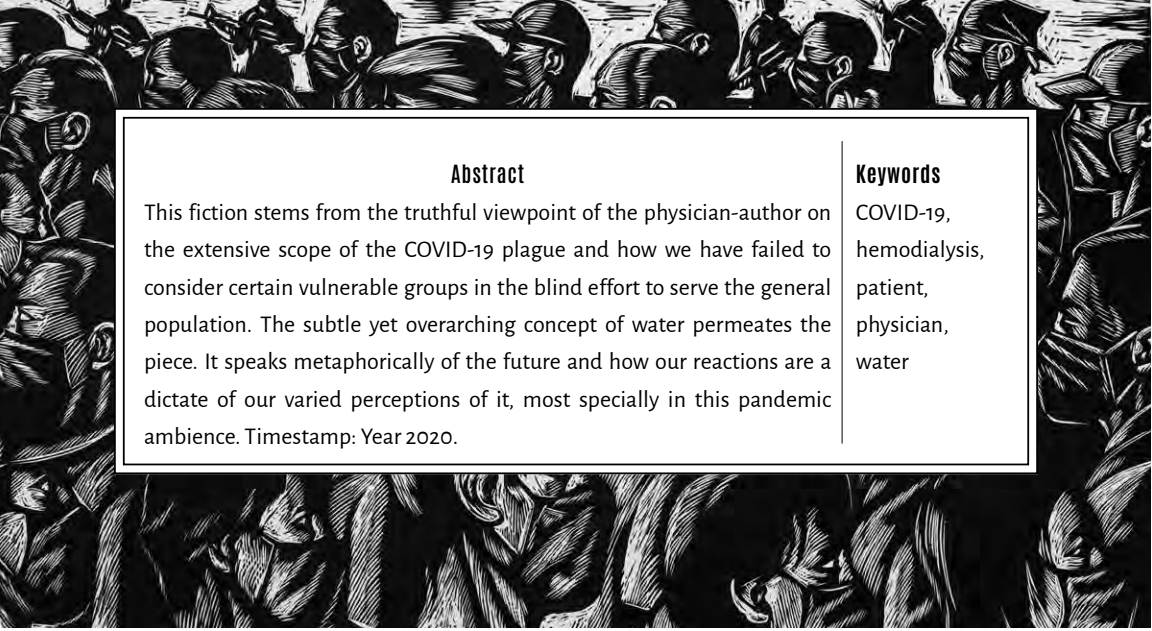 Abstract
This fiction stems from the truthful viewpoint of the physician-author on
the extensive scope of the COVID-19 plague and how we have failed to
consider certain vulnerable groups in the blind effort to serve the general
population. The subtle yet overarching concept of water permeates the
piece. It speaks metaphorically of the future and how our reactions are a
dictate of our varied perceptions of it, most specially in this pandemic
ambience. Timestamp: Year 2020.
Keywords
COVID-19,
hemodialysis,
patient,
physician,
water